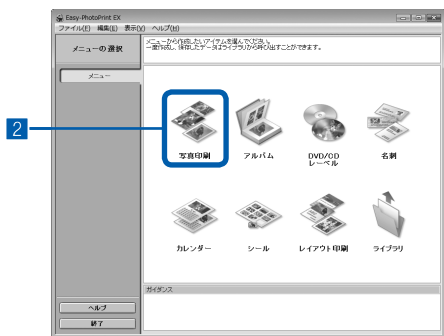 Easy-PhotoPrint EX
ファイル(F) 編集(E) 表示(V) ヘルプ(H)
メニューの選択
メニューから作成したいアイテムを選んでください。
一度作成し、保存したデータはライブラリから呼び出すことができます。
メニュー
2
写真印刷
アルバム
DVD/CD
レーベル
名刺
カレンダー
シール
レイアウト印刷
ライブラリ
ガイダンス
ヘルプ
終了